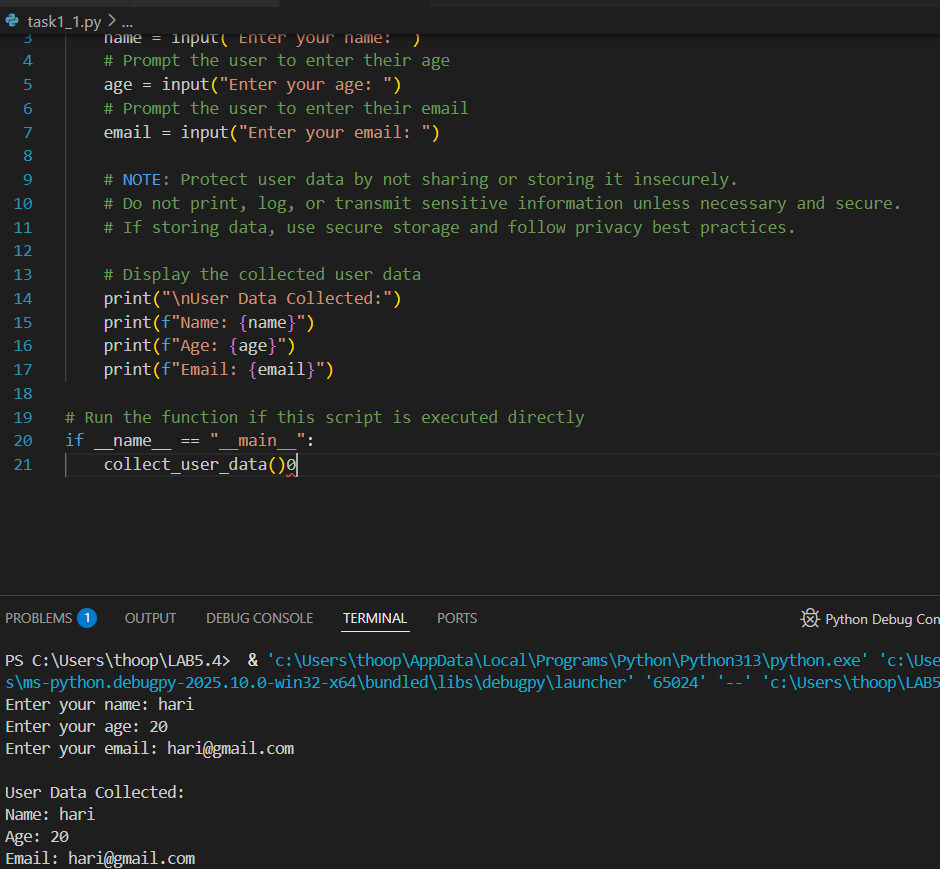 task1_1.py > ...
3 name = input("Enter your name: ")
4 # Prompt the user to enter their age
5 age = input("Enter your age: ")
6 # Prompt the user to enter their email
7 email = input("Enter your email: ")
8
9 # NOTE: Protect user data by not sharing or storing it insecurely.
10 # Do not print, log, or transmit sensitive information unless necessary and secure.
11 # If storing data, use secure storage and follow privacy best practices.
12
13 # Display the collected user data
14 print("\nUser Data Collected:")
15 print(f"Name: {name}")
16 print(f"Age: {age}")
17 print(f"Email: {email}")
18
19 # Run the function if this script is executed directly
20 if __name__ == "__main__":
21 collect_user_data()0
PROBLEMS 1 OUTPUT DEBUG CONSOLE TERMINAL PORTS Python Debug Con
PS C:\Users\thoop\LAB5.4> & 'c:\Users\thoop\AppData\Local\Programs\Python\Python313\python.exe' 'c:\Use
s\ms-python.debugpy-2025.10.0-win32-x64\bundled\libs\debugpy\launcher' '65024' '--' 'c:\Users\thoop\LAB5
Enter your name: hari
Enter your age: 20
Enter your email: hari@gmail.com
User Data Collected:
Name: hari
Age: 20
Email: hari@gmail.com